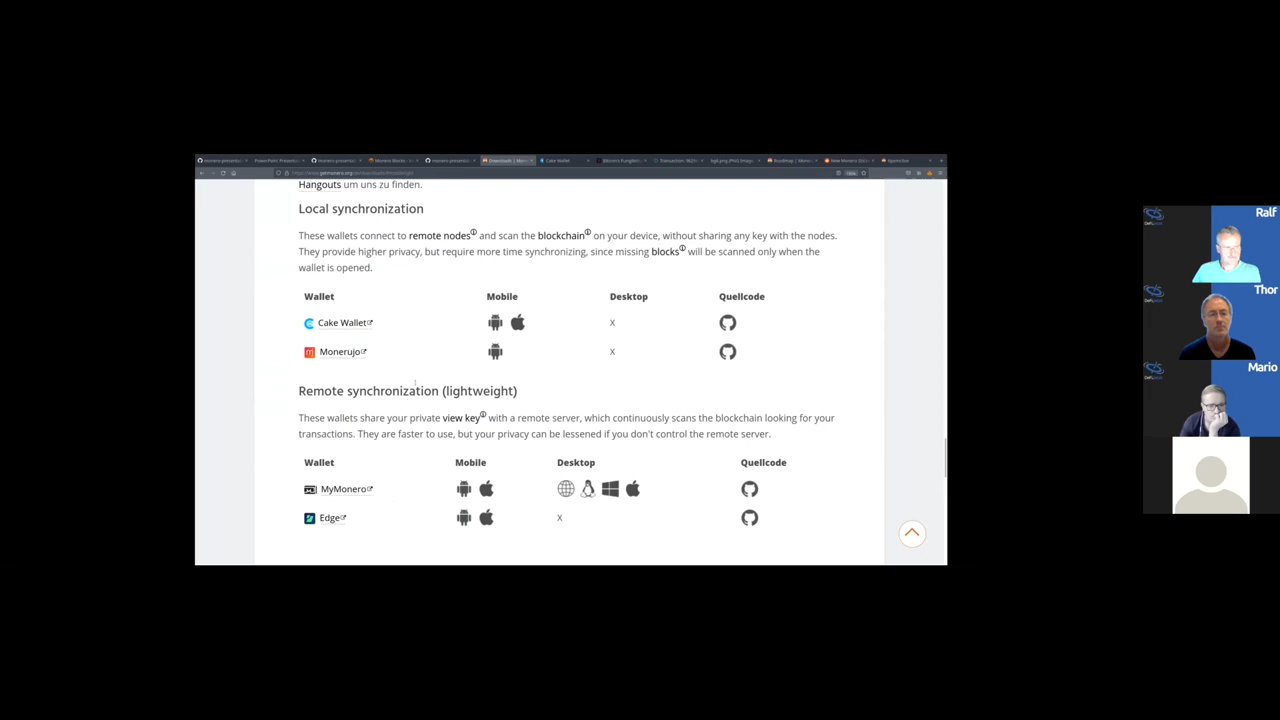 Hangouts um uns zu finden.
Local synchronization
These wallets connect to remote nodes and scan the blockchain on your device, without sharing any key with the nodes.
They provide higher privacy, but require more time synchronizing, since missing blocks will be scanned only when the
wallet is opened.
Wallet Mobile Desktop Quellcode
Cake Wallet X
Monerujo X
Remote synchronization (lightweight)
These wallets share your private view key with a remote server, which continuously scans the blockchain looking for your
transactions. They are faster to use, but your privacy can be lessened if you don't control the remote server.
Wallet Mobile Desktop Quellcode
MyMonero
Edge X
Ralf
Thor
Mario